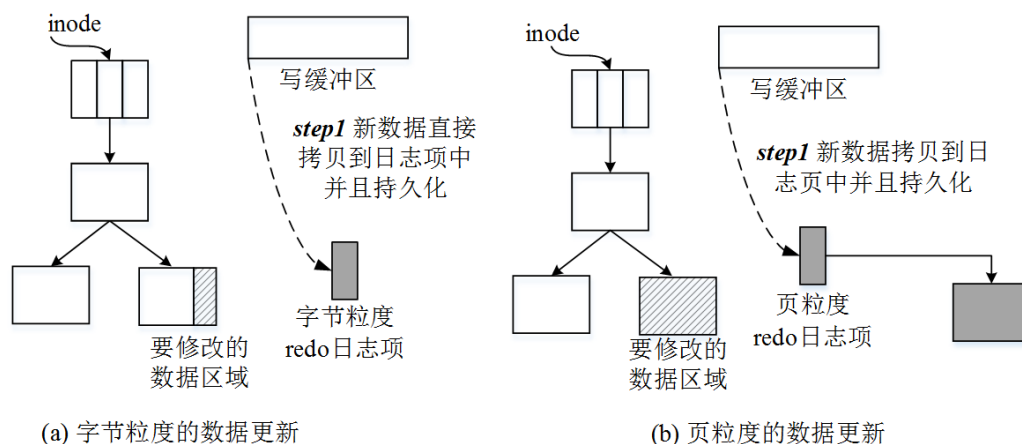 inode
写缓冲区
step1 新数据直接
拷贝到日志项中
并且持久化
字节粒度
redo日志项
要修改的
数据区域
(a) 字节粒度的数据更新
inode
写缓冲区
step1 新数据拷贝到日
志页中并且持久化
页粒度
redo日志项
要修改的
数据区域
(b) 页粒度的数据更新